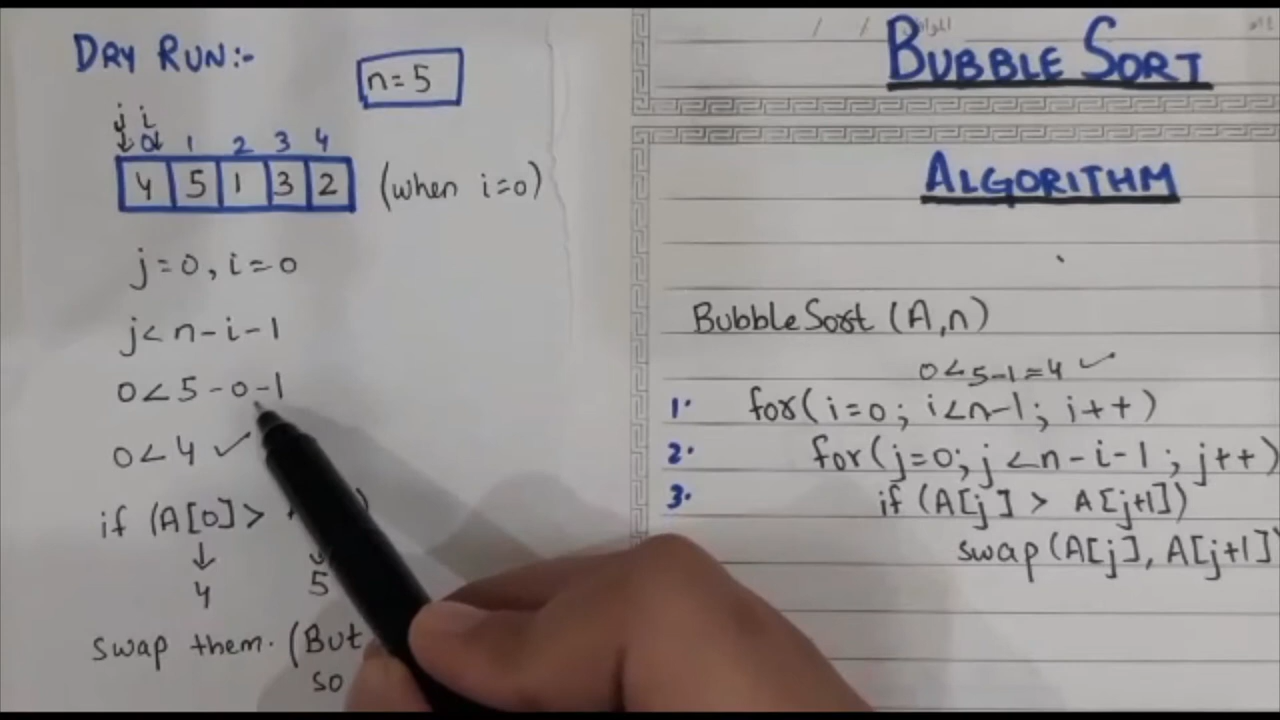 DRY RUN:-
n=5
j i
0 1 2 3 4
4 5 1 3 2 (when i=0)
j=0, i=0
j<n-i-1
0<5-0-1
0<4 ✓
if (A[0]> )
↓ ↓
4 5
swap them. (But
so
BUBBLE SORT
ALGORITHM
BubbleSort (A,n)
0<5-1=4 ✓
1. for(i=0; i<n-1; i++)
2. for(j=0; j<n-i-1; j++)
3. if (A[j] > A[j+1])
swap(A[j], A[j+1])